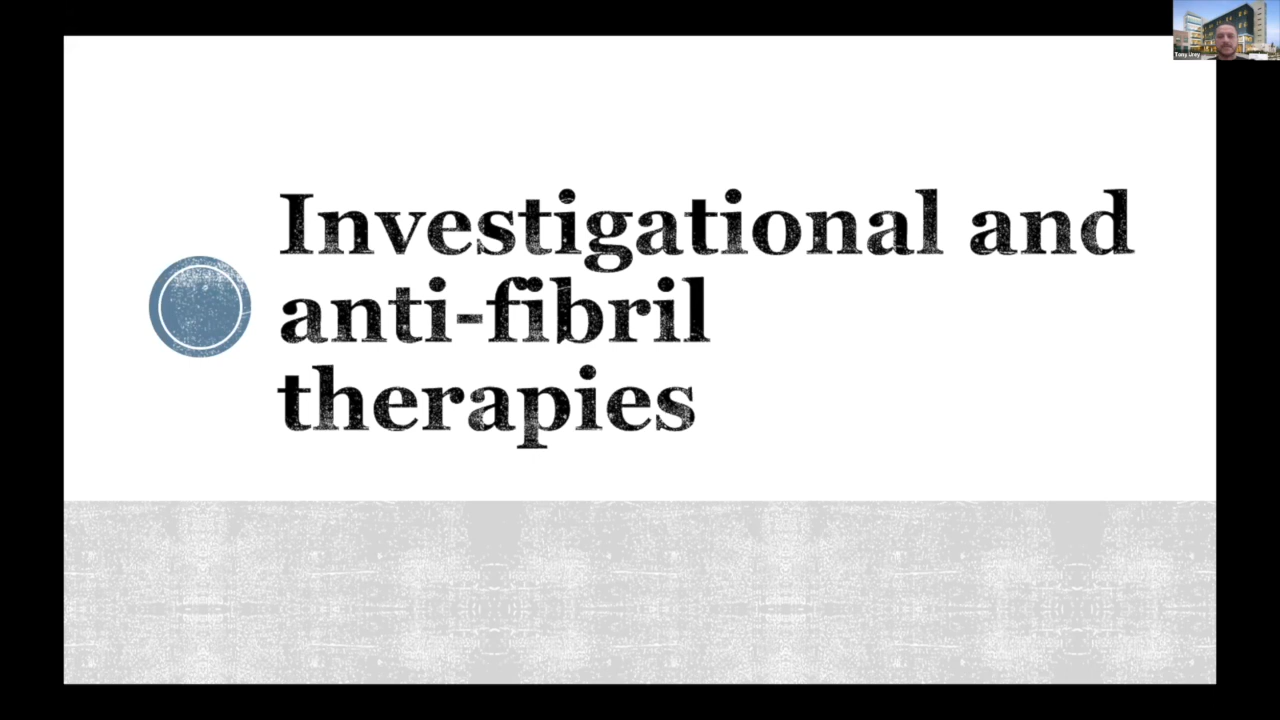 Investigational and
anti-fibril
therapies